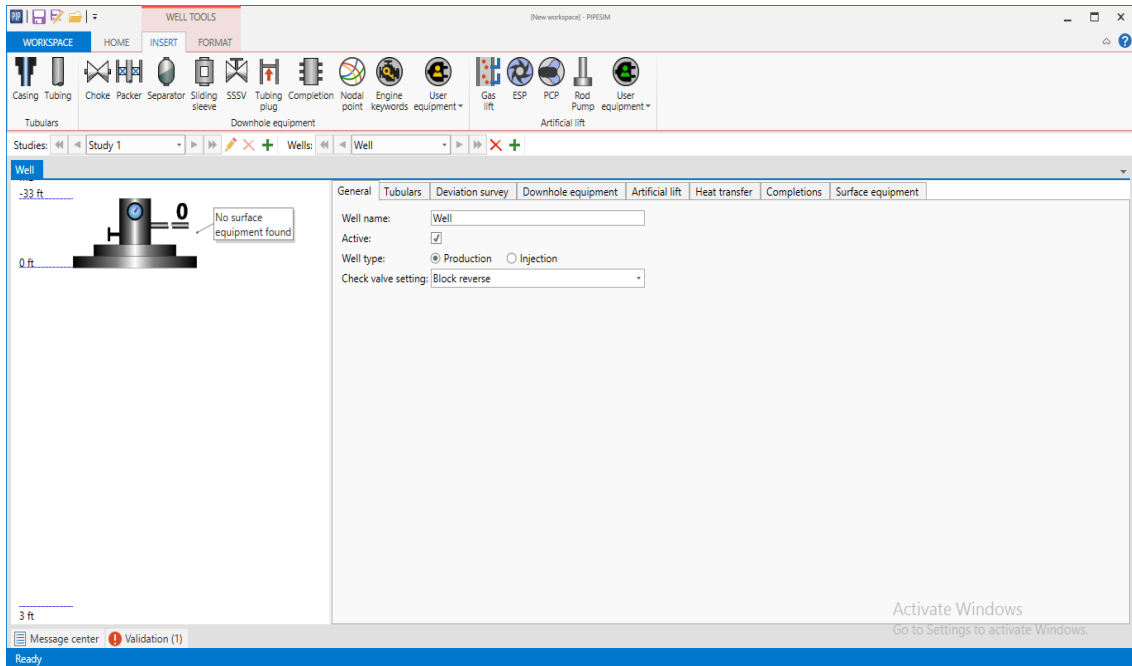 PIP WELL TOOLS [New workspace] - PIPESIM
WORKSPACE HOME INSERT FORMAT
Casing Tubing Choke Packer Separator Sliding sleeve SSSV Tubing plug Completion Nodal point Engine keywords User equipment Gas lift ESP PCP Rod Pump User equipment
Tubulars Downhole equipment Artificial lift
Studies: Study 1 Wells: Well
Well
-33 ft
No surface
equipment found
0 ft
3 ft
General Tubulars Deviation survey Downhole equipment Artificial lift Heat transfer Completions Surface equipment
Well name: Well
Active:
Well type: Production Injection
Check valve setting: Block reverse
Activate Windows
Go to Settings to activate Windows.
Message center Validation (1)
Ready